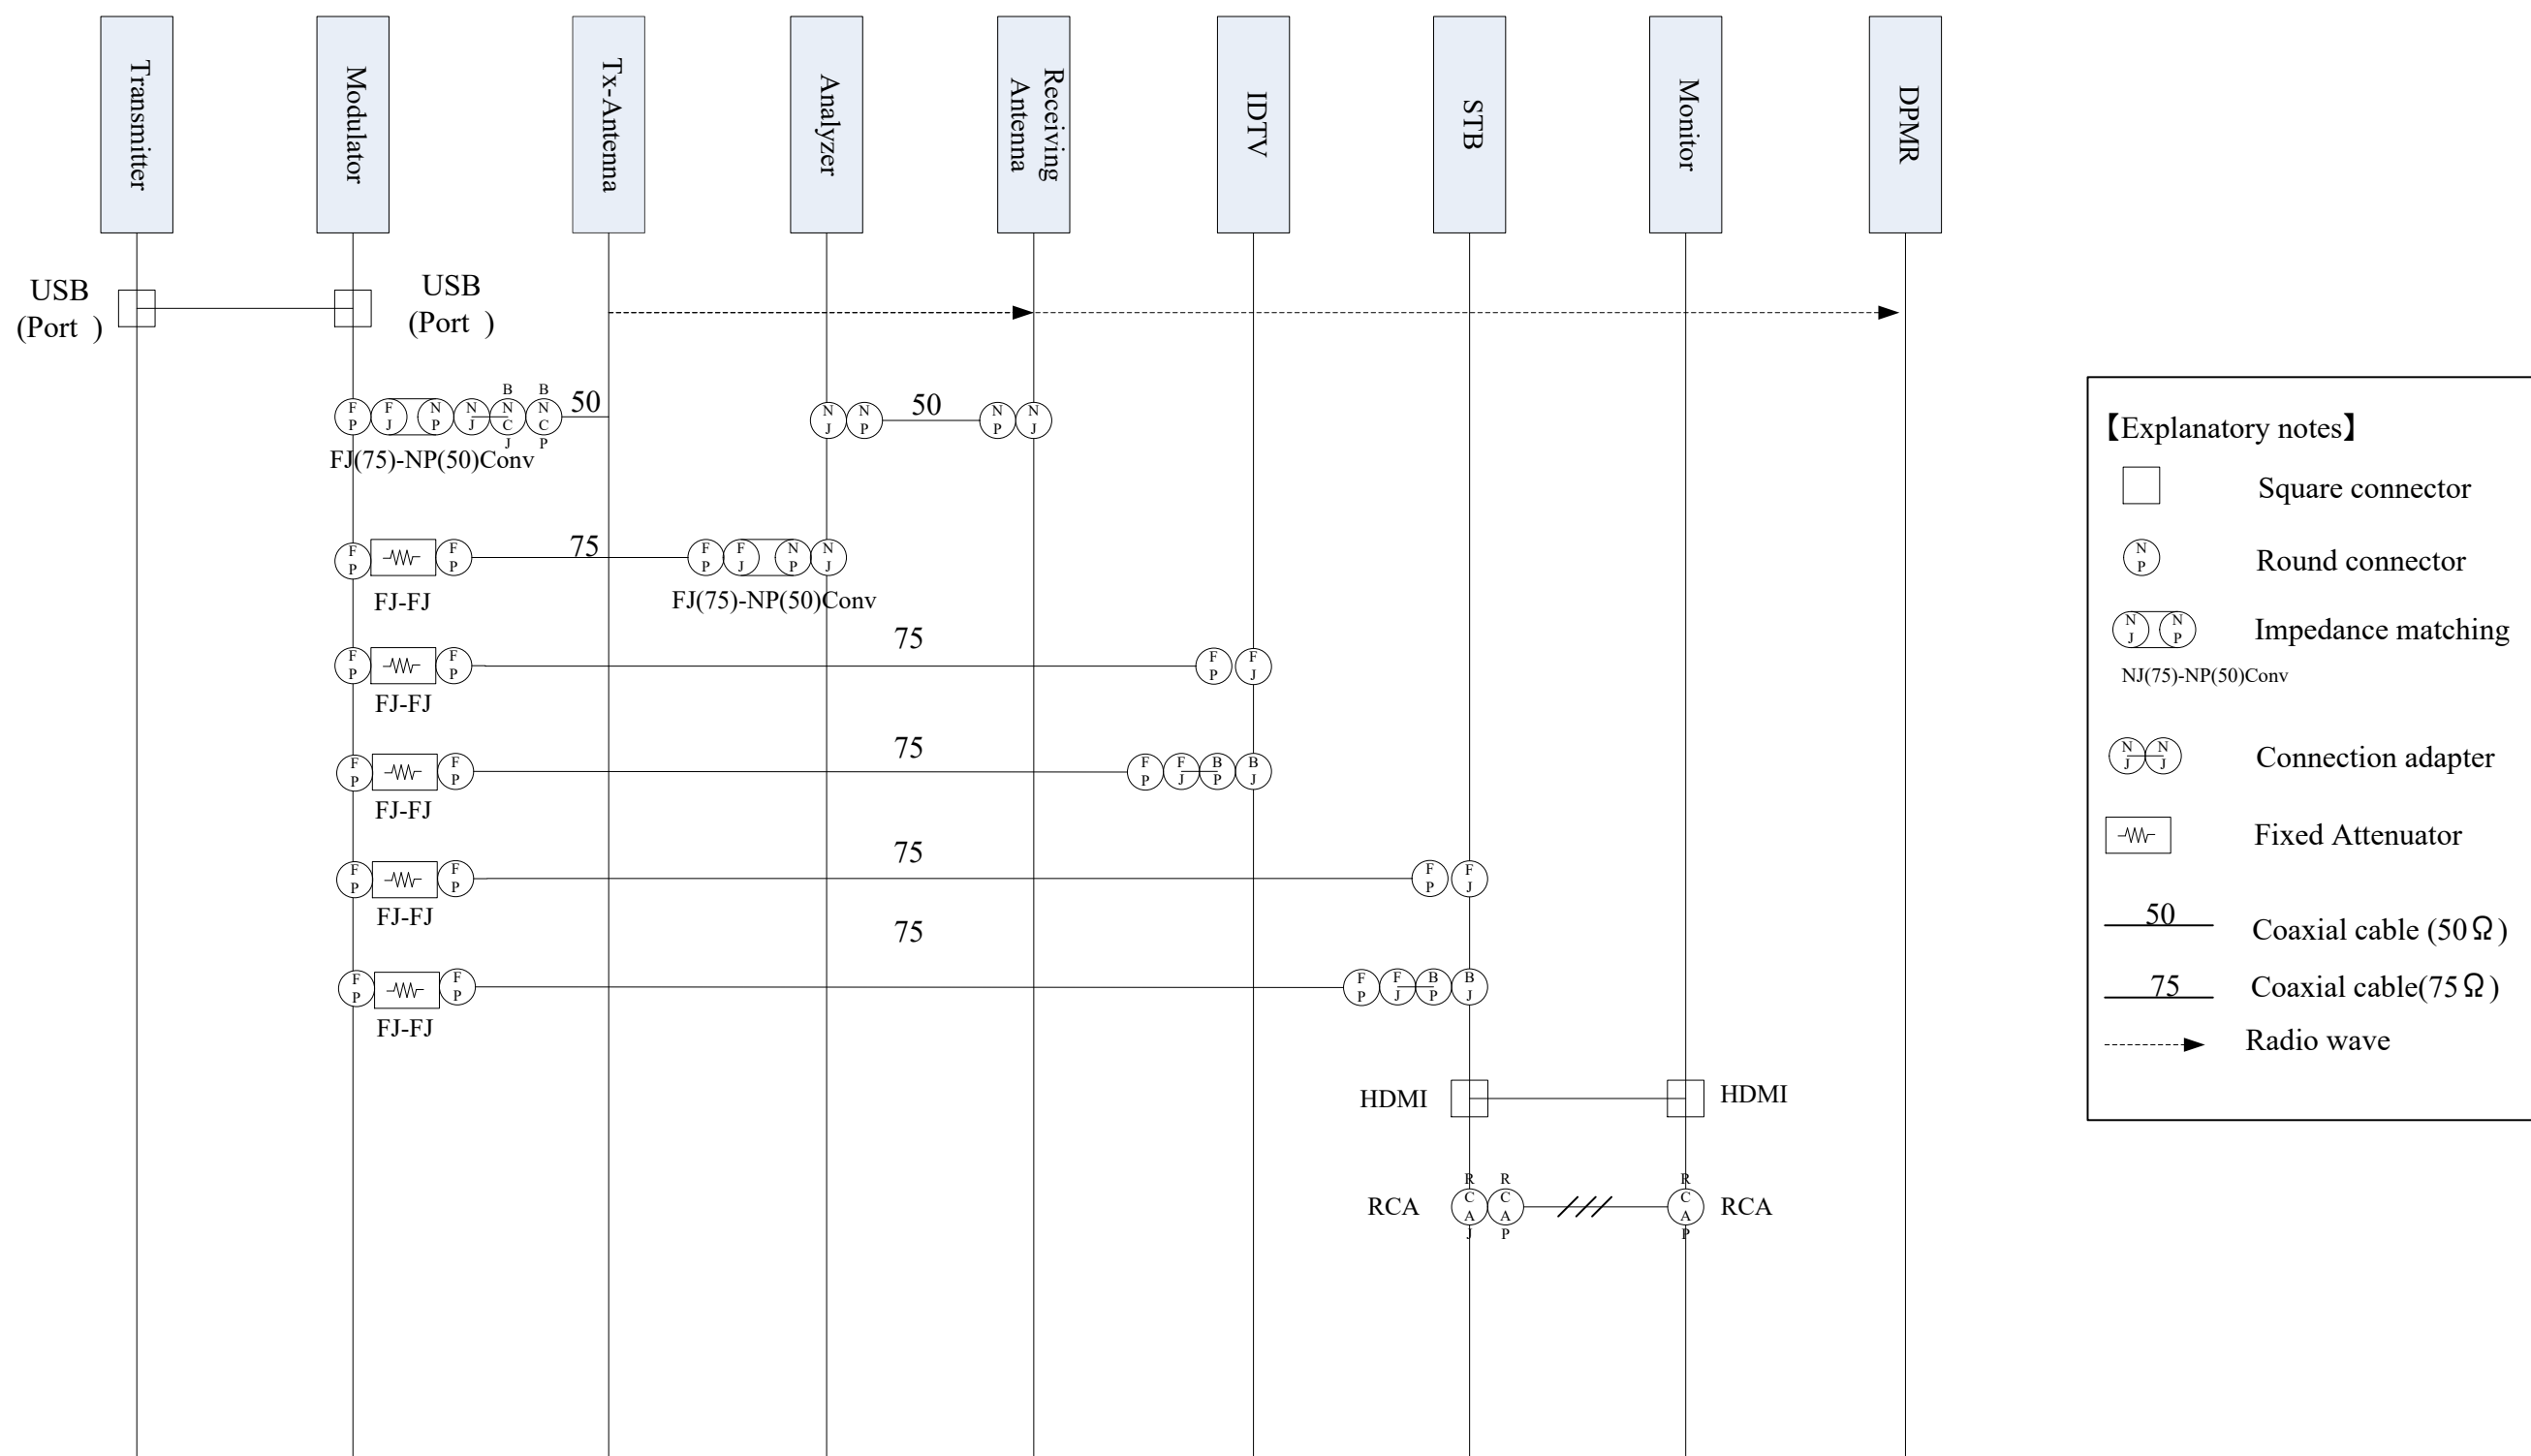 Transmitter
Modulator
Tx-Antenna
Analyzer
Receiving
Antenna
IDTV
STB
Monitor
DPMR
USB
(Port  )
USB
(Port  )
F
P
F
J
N
P
N
J
B
N
C
J
B
N
C
P
50
FJ(75)-NP(50)Conv
N
J
N
P
50
N
P
N
J
F
P
F
P
FJ-FJ
75
F
P
F
J
N
P
N
J
FJ(75)-NP(50)Conv
F
P
F
P
FJ-FJ
75
F
P
F
J
F
P
F
P
FJ-FJ
75
F
P
F
J
B
P
B
J
F
P
F
P
FJ-FJ
75
F
P
F
J
F
P
F
P
FJ-FJ
75
F
P
F
J
B
P
B
J
HDMI
HDMI
RCA
R
C
A
J
R
C
A
P
R
C
A
P
RCA
【Explanatory notes】
Square connector
N
P
Round connector
N
J
N
P
Impedance matching
NJ(75)-NP(50)Conv
N
J
N
J
Connection adapter
Fixed Attenuator
50
Coaxial cable (50Ω)
75
Coaxial cable(75Ω)
Radio wave